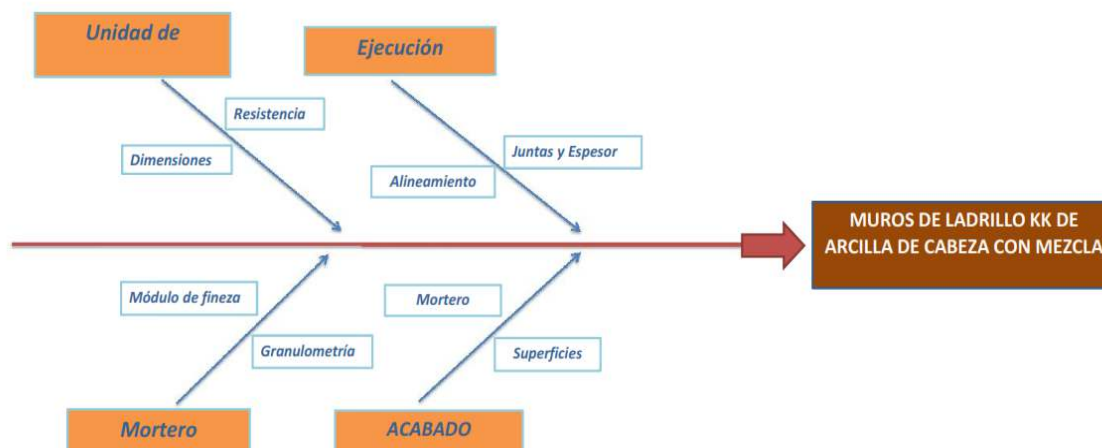 Unidad de
Ejecución
Resistencia
Dimensiones
Juntas y Espesor
Alineamiento
MUROS DE LADRILLO KK DE
ARCILLA DE CABEZA CON MEZCLA
Módulo de fineza
Mortero
Granulometría
Superficies
Mortero
ACABADO